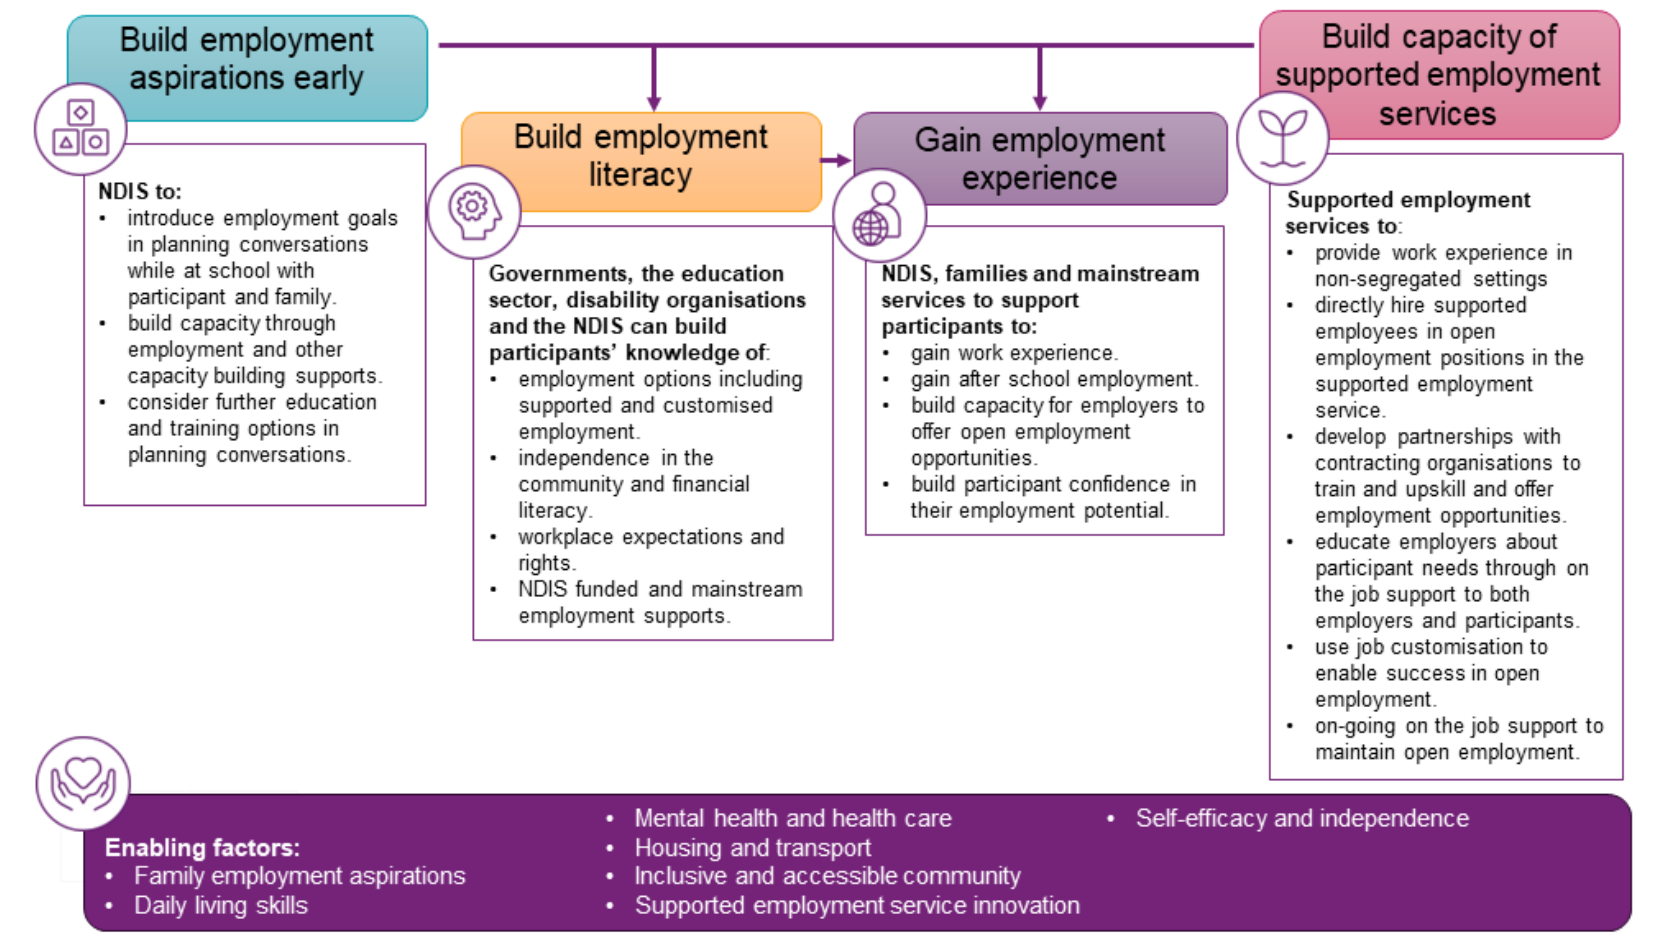 Build employment
aspirations early
NDIS to:
• introduce employment goals
in planning conversations
while at school with
participant and family.
• build capacity through
employment and other
capacity building supports.
• consider further education
and training options in
planning conversations.
Build employment
literacy
Governments, the education
sector, disability organisations
and the NDIS can build
participants’ knowledge of:
• employment options including
supported and customised
employment.
• independence in the
community and financial
literacy.
• workplace expectations and
rights.
• NDIS funded and mainstream
employment supports.
Gain employment
experience
NDIS, families and mainstream
services to support
participants to:
• gain work experience.
• gain after school employment.
• build capacity for employers to
offer open employment
opportunities.
• build participant confidence in
their employment potential.
Build capacity of
supported employment
services
Supported employment
services to:
• provide work experience in
non-segregated settings
• directly hire supported
employees in open
employment positions in the
supported employment
service.
• develop partnerships with
contracting organisations to
train and upskill and offer
employment opportunities.
• educate employers about
participant needs through on
the job support to both
employers and participants.
• use job customisation to
enable success in open
employment.
• on-going on the job support to
maintain open employment.
Enabling factors:
• Family employment aspirations
• Daily living skills
• Mental health and health care
• Housing and transport
• Inclusive and accessible community
• Supported employment service innovation
• Self-efficacy and independence